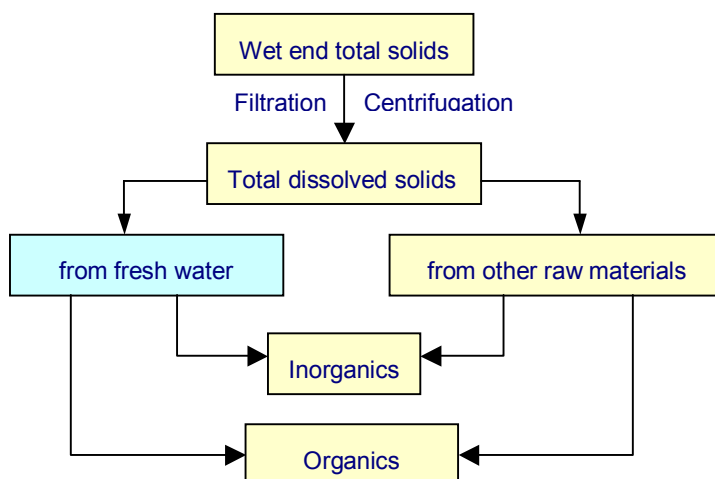 Wet end total solids
Filtration Centrifugation
Total dissolved solids
from fresh water
from other raw materials
Inorganics
Organics